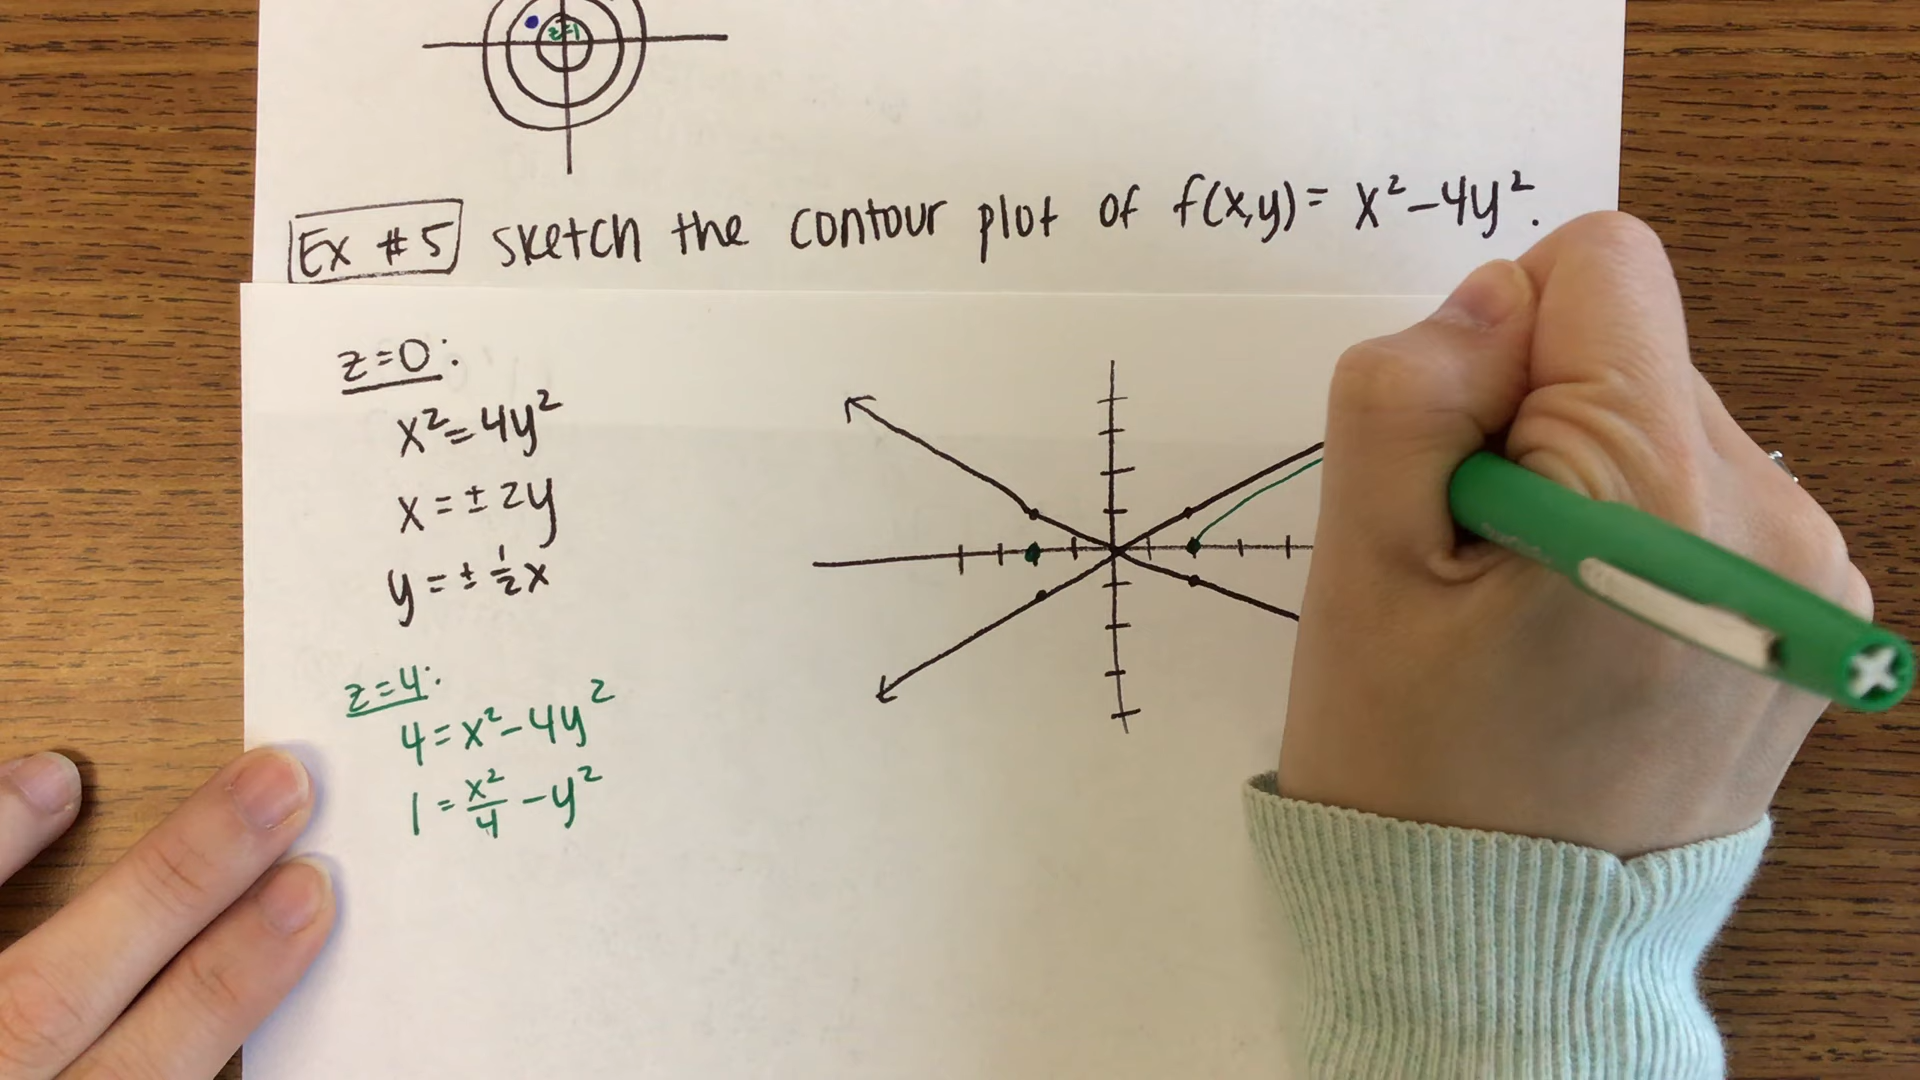 z=1
Ex #5 sketch the contour plot of f(x,y) = x²-4y².
z=0:
x²=4y²
x=±2y
y=±½x
z=4:
4=x²-4y²
1=x²/4-y²